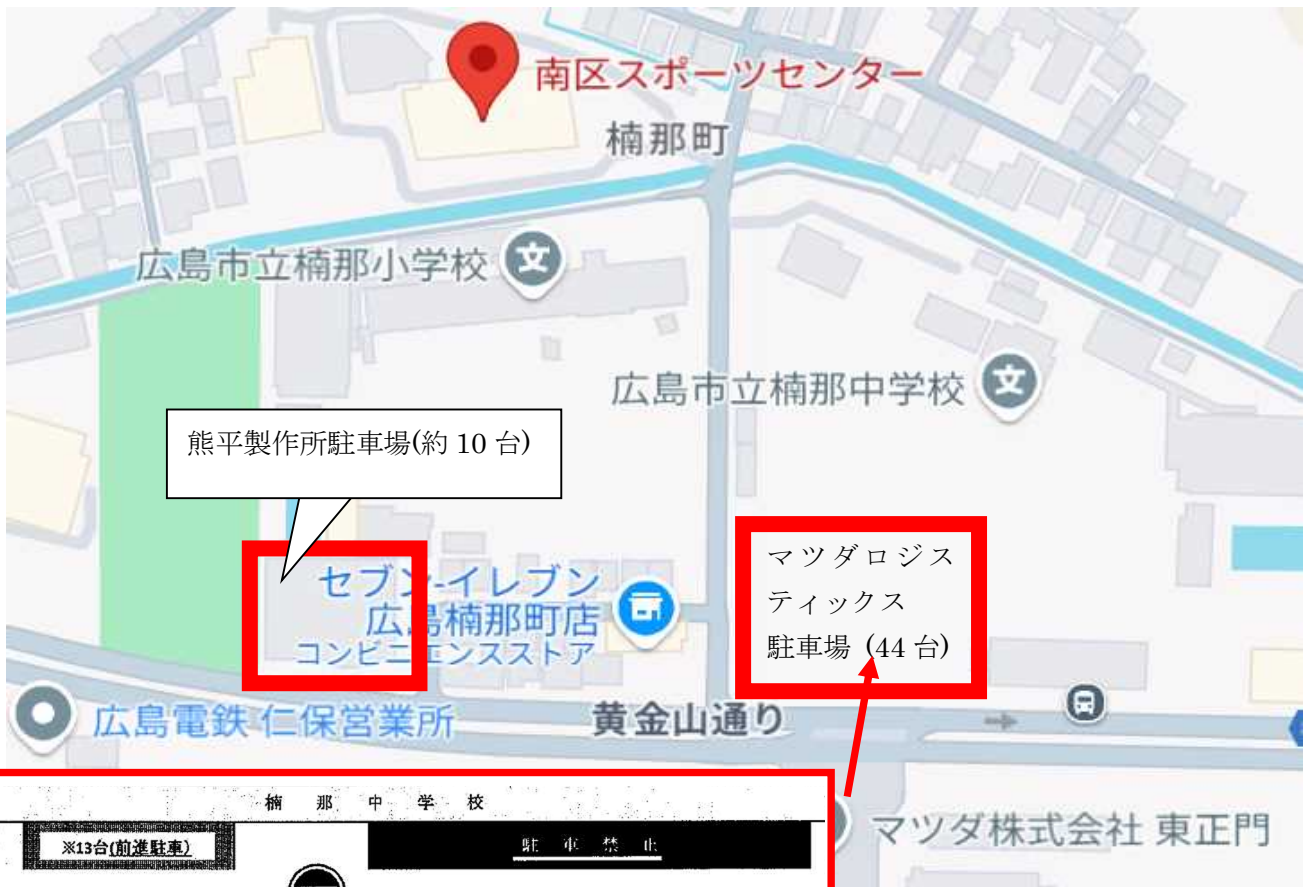 南区スポーツセンター
楠那町
広島市立楠那小学校
文
広島市立楠那中学校
文
熊平製作所駐車場(約 10 台)
セブン-イレブン
広島楠那町店
コンビニエンスストア
マツダロジス
ティックス
駐車場 (44 台)
広島電鉄 仁保営業所
黄金山通り
マツダ株式会社 東正門
楠 那 中 学 校
※13台(前進駐車)
駐 車 禁 止